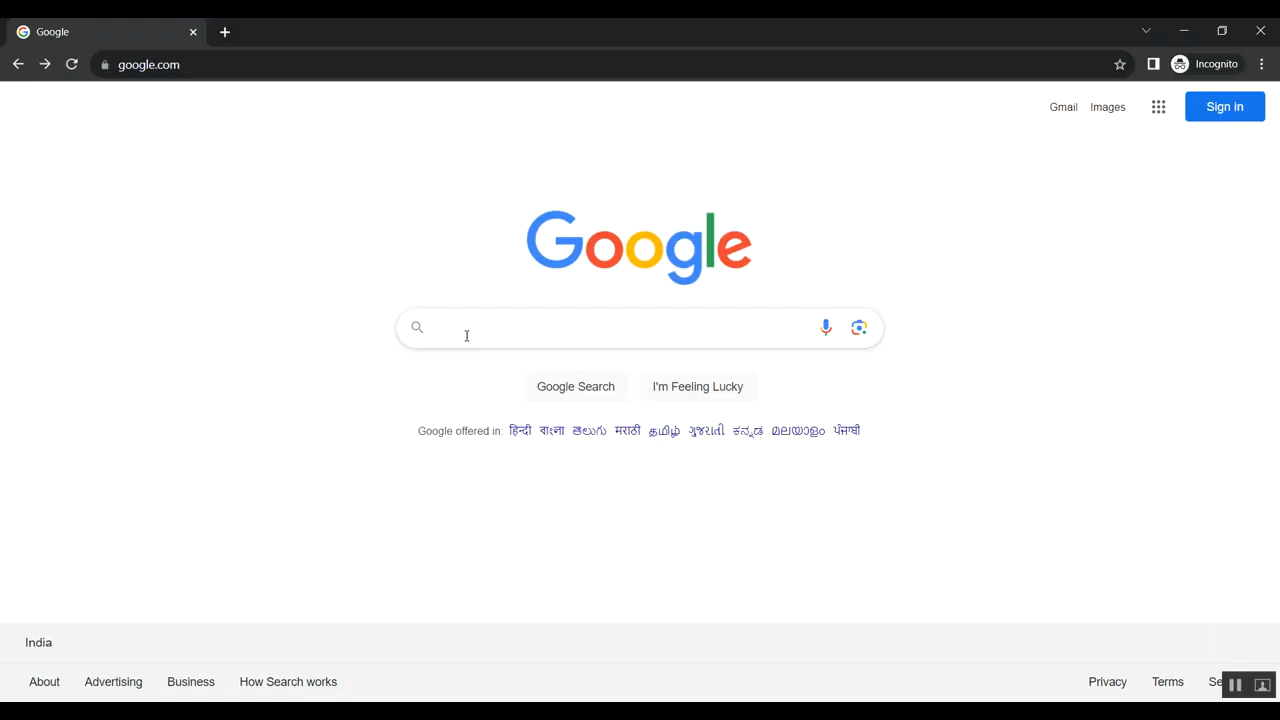 Google
google.com
Incognito
Gmail Images Sign in
Google
Google Search I'm Feeling Lucky
Google offered in: हिन्दी বাংলা తెలుగు मराठी தமிழ் ગુજરાતી ಕನ್ನಡ മലയാളം ਪੰਜਾਬੀ
India
About Advertising Business How Search works Privacy Terms